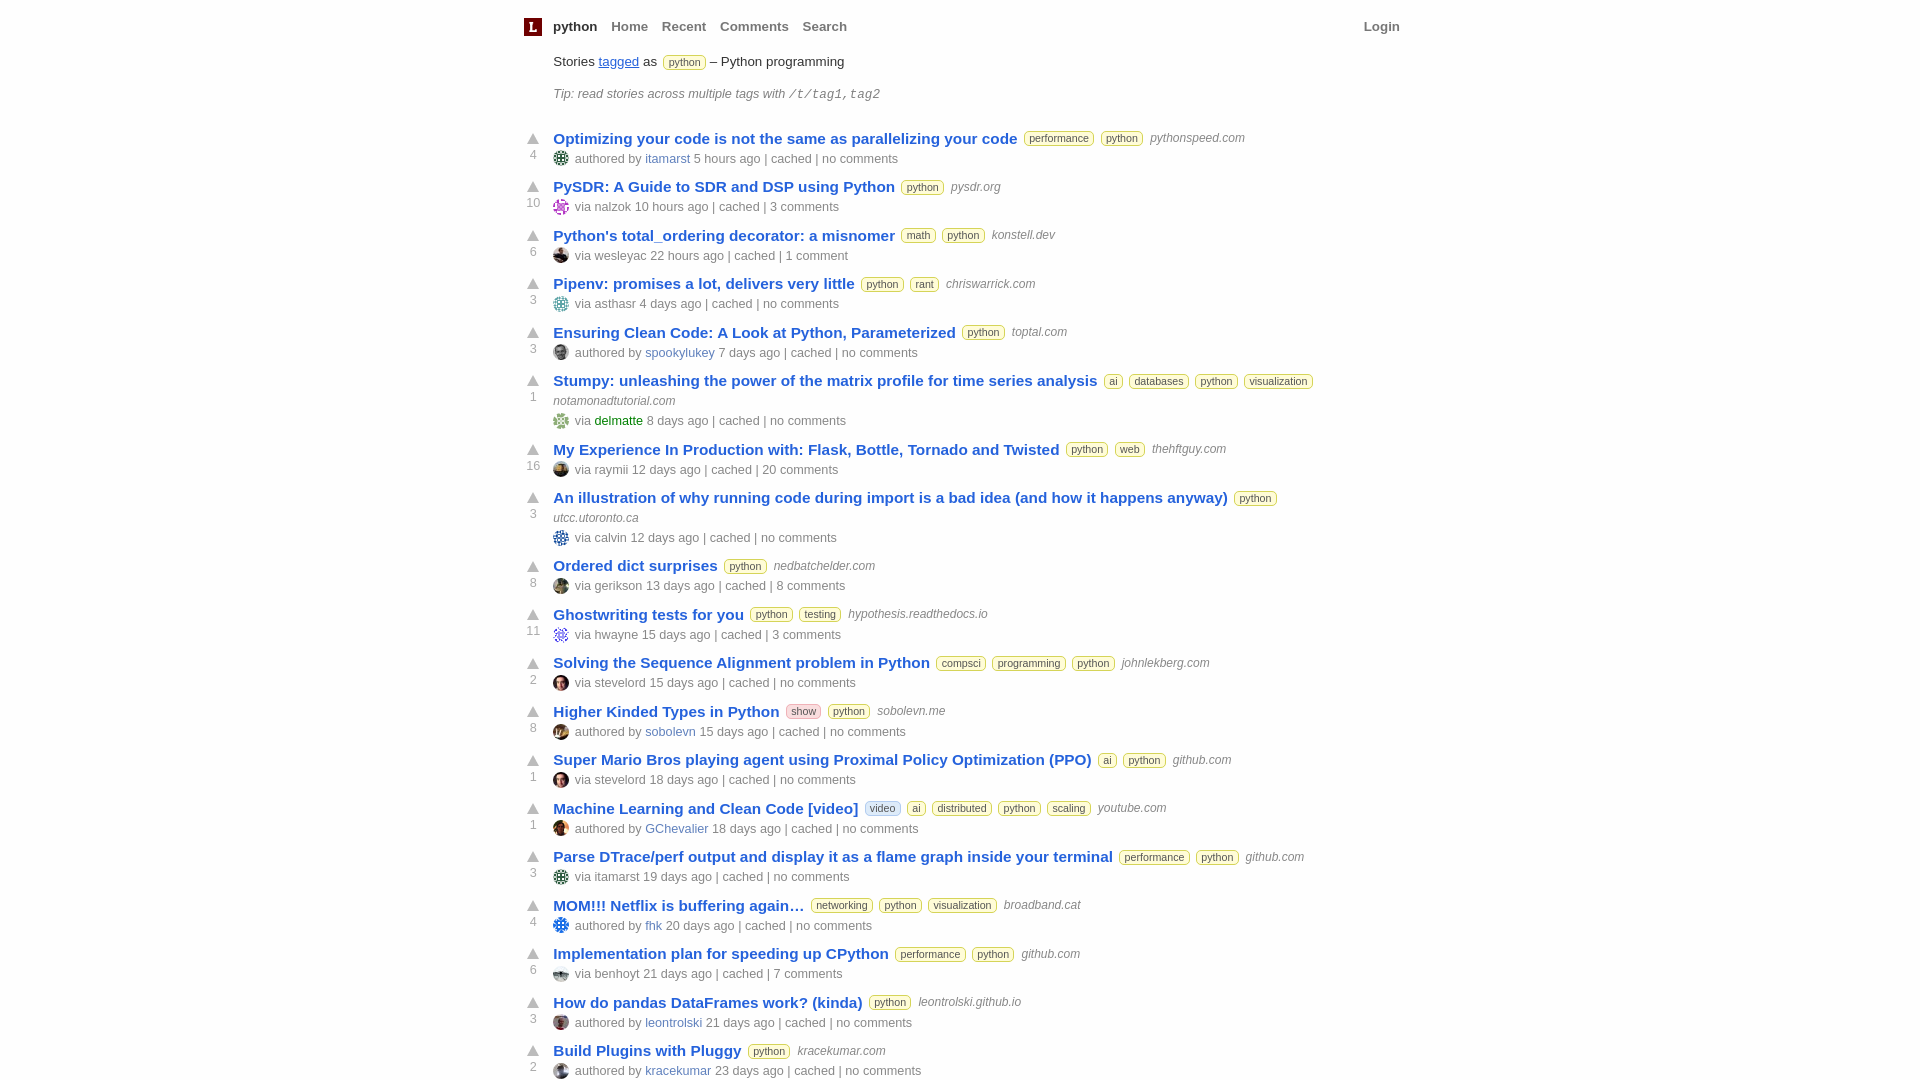 L python Home Recent Comments Search Login
Stories tagged as python – Python programming
Tip: read stories across multiple tags with /t/tag1,tag2
Optimizing your code is not the same as parallelizing your code performance python pythonspeed.com
4 authored by itamarst 5 hours ago | cached | no comments
PySDR: A Guide to SDR and DSP using Python python pysdr.org
10 via nalzok 10 hours ago | cached | 3 comments
Python's total_ordering decorator: a misnomer math python konstell.dev
6 via wesleyac 22 hours ago | cached | 1 comment
Pipenv: promises a lot, delivers very little python rant chriswarrick.com
3 via asthasr 4 days ago | cached | no comments
Ensuring Clean Code: A Look at Python, Parameterized python toptal.com
3 authored by spookylukey 7 days ago | cached | no comments
Stumpy: unleashing the power of the matrix profile for time series analysis ai databases python visualization
1 notamonadtutorial.com
via delmatte 8 days ago | cached | no comments
My Experience In Production with: Flask, Bottle, Tornado and Twisted python web thehftguy.com
16 via raymii 12 days ago | cached | 20 comments
An illustration of why running code during import is a bad idea (and how it happens anyway) python
3 utcc.utoronto.ca
via calvin 12 days ago | cached | no comments
Ordered dict surprises python nedbatchelder.com
8 via gerikson 13 days ago | cached | 8 comments
Ghostwriting tests for you python testing hypothesis.readthedocs.io
11 via hwayne 15 days ago | cached | 3 comments
Solving the Sequence Alignment problem in Python compsci programming python johnlekberg.com
2 via stevelord 15 days ago | cached | no comments
Higher Kinded Types in Python show python sobolevn.me
8 authored by sobolevn 15 days ago | cached | no comments
Super Mario Bros playing agent using Proximal Policy Optimization (PPO) ai python github.com
1 via stevelord 18 days ago | cached | no comments
Machine Learning and Clean Code [video] video ai distributed python scaling youtube.com
1 authored by GChevalier 18 days ago | cached | no comments
Parse DTrace/perf output and display it as a flame graph inside your terminal performance python github.com
3 via itamarst 19 days ago | cached | no comments
MOM!!! Netflix is buffering again… networking python visualization broadband.cat
4 authored by fhk 20 days ago | cached | no comments
Implementation plan for speeding up CPython performance python github.com
6 via benhoyt 21 days ago | cached | 7 comments
How do pandas DataFrames work? (kinda) python leontrolski.github.io
3 authored by leontrolski 21 days ago | cached | no comments
Build Plugins with Pluggy python kracekumar.com
2 authored by kracekumar 23 days ago | cached | no comments